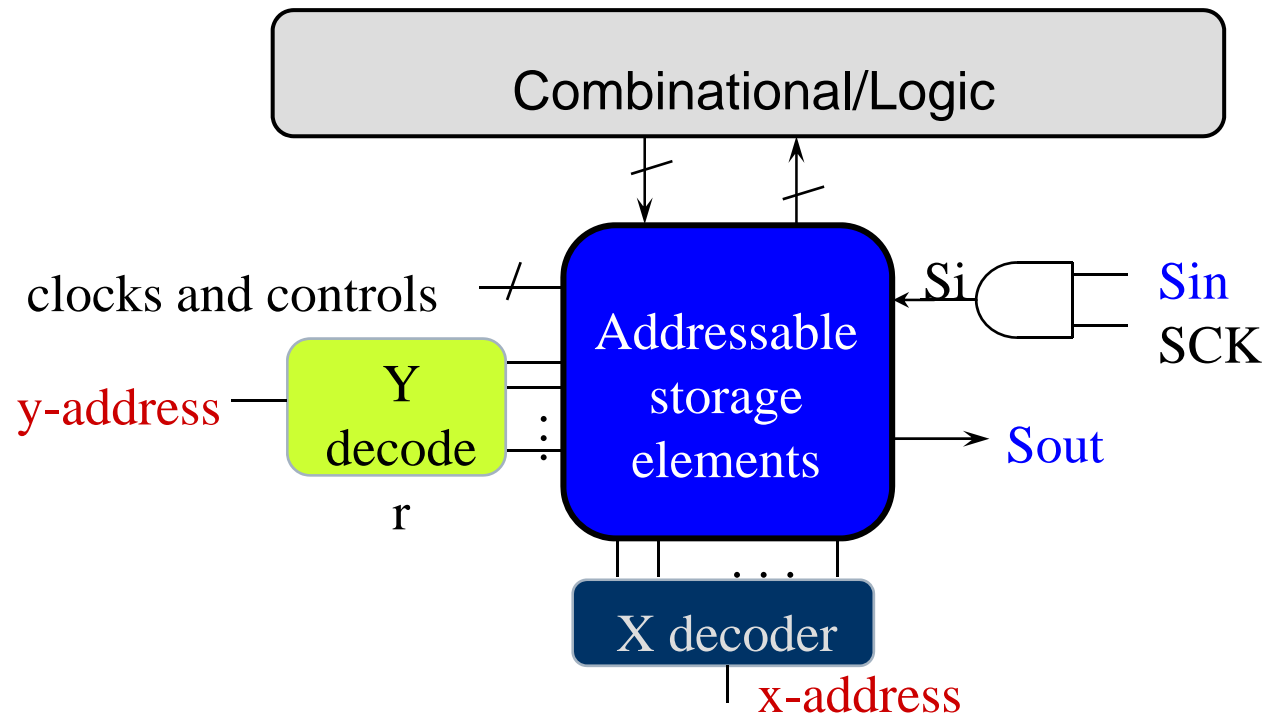 Combinational/Logic
clocks and controls
Si
Sin
SCK
Y
decode
r
y-address
Addressable
storage
elements
Sout
. . .
X decoder
x-address